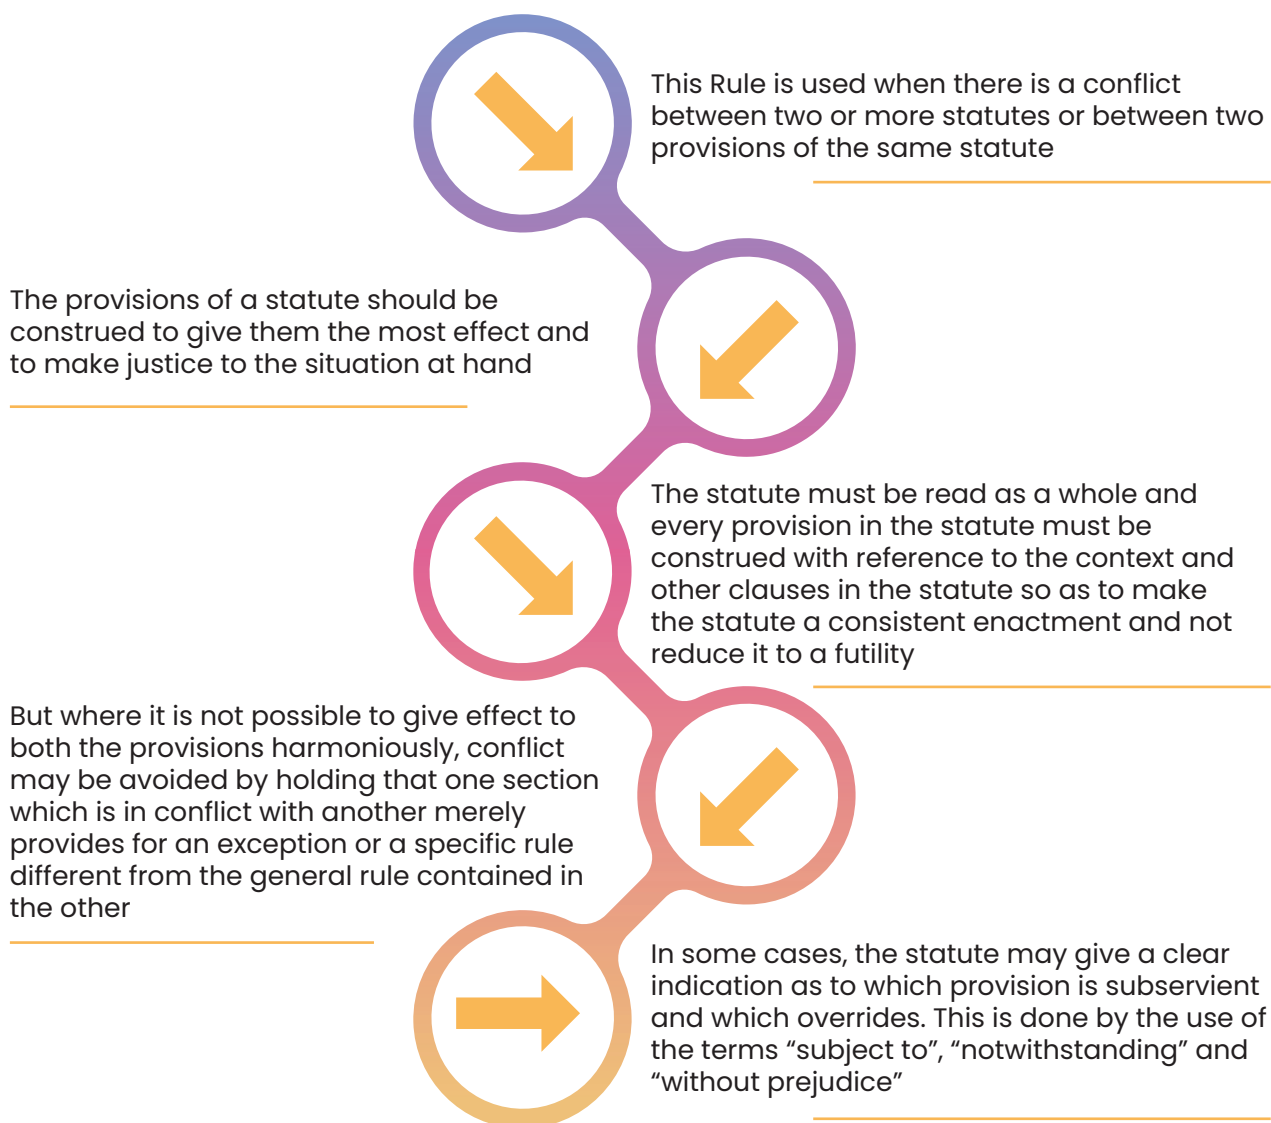 This Rule is used when there is a conflict
between two or more statutes or between two
provisions of the same statute
The provisions of a statute should be
construed to give them the most effect and
to make justice to the situation at hand
The statute must be read as a whole and
every provision in the statute must be
construed with reference to the context and
other clauses in the statute so as to make
the statute a consistent enactment and not
reduce it to a futility
But where it is not possible to give effect to
both the provisions harmoniously, conflict
may be avoided by holding that one section
which is in conflict with another merely
provides for an exception or a specific rule
different from the general rule contained in
the other
In some cases, the statute may give a clear
indication as to which provision is subservient
and which overrides. This is done by the use of
the terms “subject to”, “notwithstanding” and
“without prejudice”